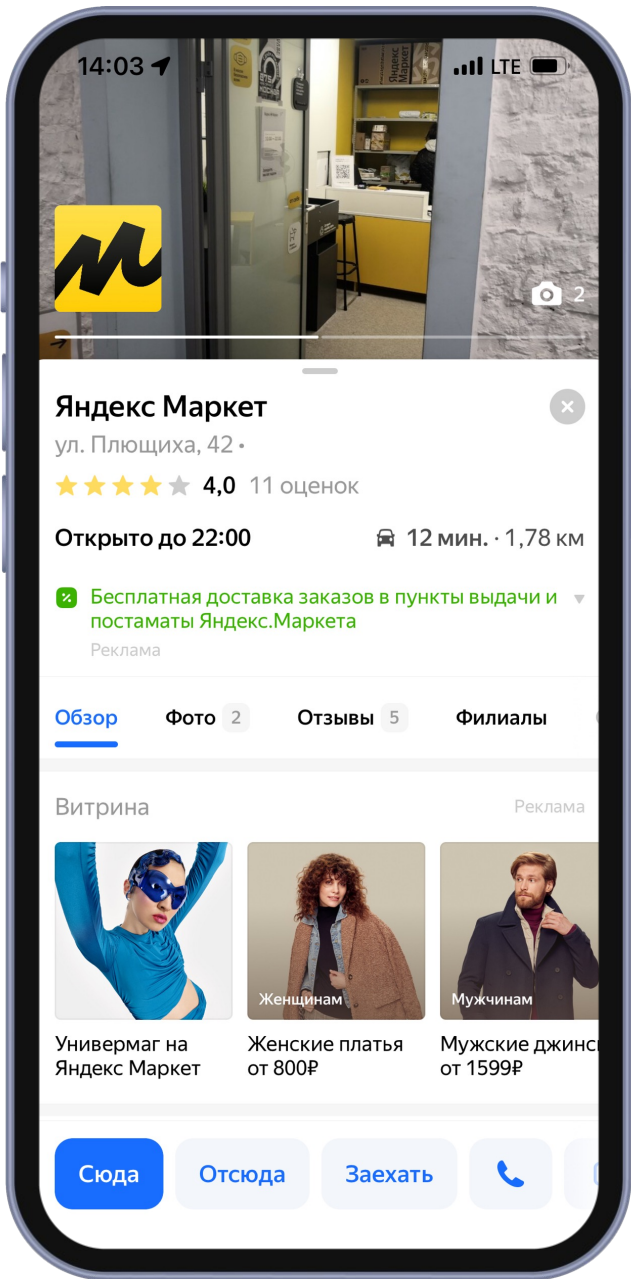 14:03
LTE
Яндекс
Маркет
2
Яндекс Маркет
ул. Плющиха, 42 •
4,0 11 оценок
Открыто до 22:00
12 мин. · 1,78 км
Бесплатная доставка заказов в пункты выдачи и
постаматы Яндекс.Маркета
Реклама
Обзор
Фото 2
Отзывы 5
Филиалы
Витрина
Реклама
Женщинам
Мужчинам
Универмаг на
Яндекс Маркет
Женские платья
от 800₽
Мужские джинс
от 1599₽
Сюда
Отсюда
Заехать